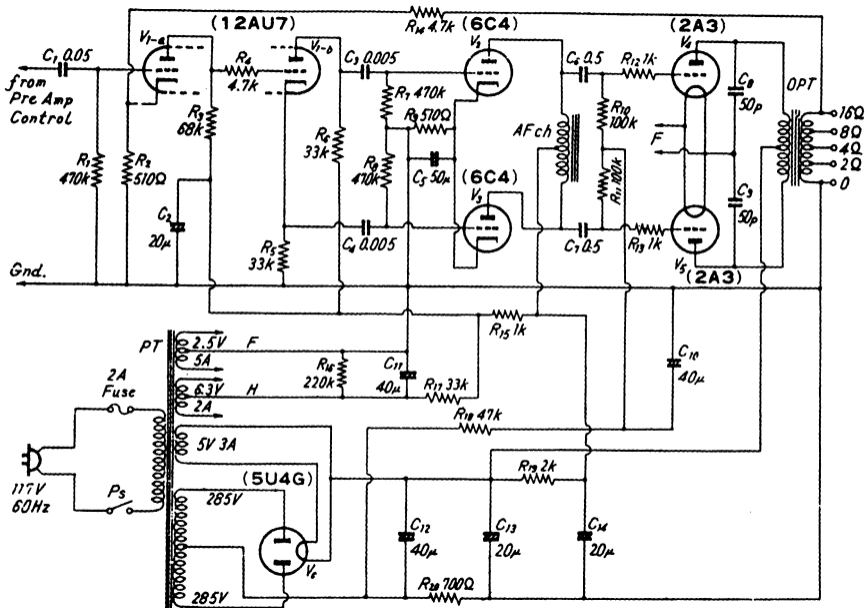 (12AU7)
R14 4.7k
(6C4)
(2A3)
C1 0.05
V1-a
R4
4.7k
V1-b
C3 0.005
V2
C6 0.5
R12 1k
V4
C8
50p
OPT
from
Pre Amp
Control
R3
68k
R7 470k
R9 510Ω
R10
100k
16Ω
8Ω
4Ω
2Ω
0
R1
470k
R2
510Ω
R6
33k
R8
470k
C5 50μ
AFch
F
R11 100k
C9
50p
(6C4)
V3
C2
20μ
R5
33k
C4 0.005
C7 0.5
R13 1k
V5
(2A3)
Gnd.
R15 1k
PT
2.5V
5A
F
R16
220k
C11
40μ
C10
40μ
2A
Fuse
6.3V
2A
H
R17 33k
R18 47k
5V 3A
R19 2k
117V
60Hz
PS
(5U4G)
285V
V6
C12
40μ
C13
20μ
C14
20μ
285V
R20 700Ω